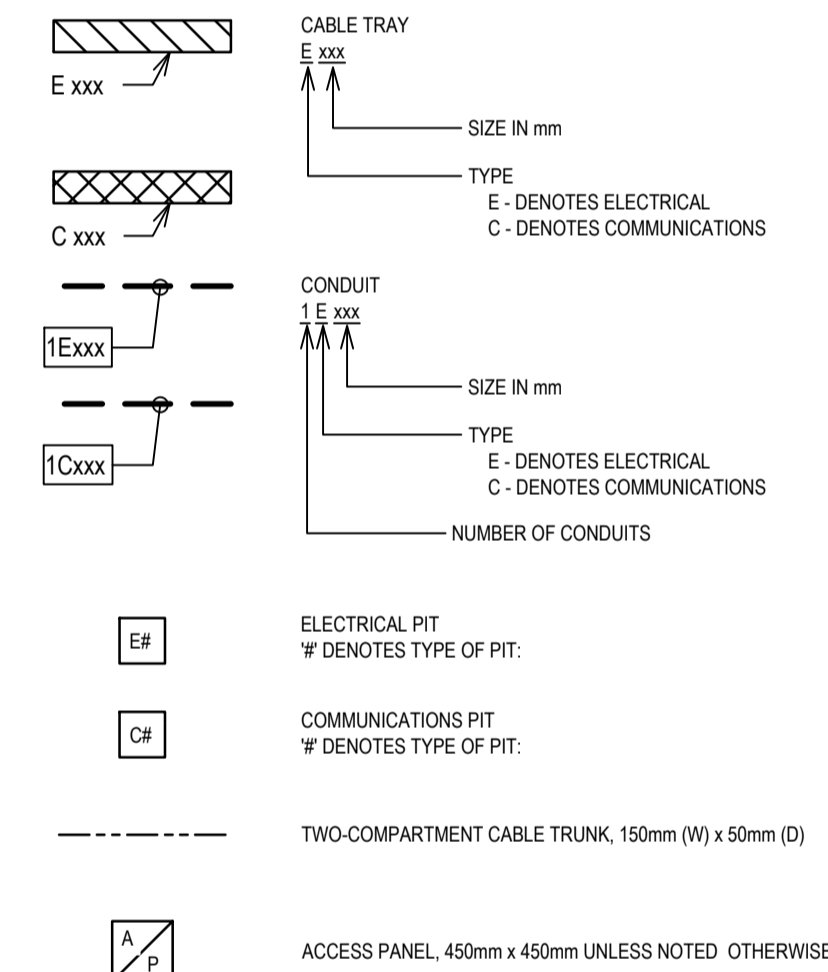 CABLE TRAY
E xxx
E xxx
SIZE IN mm
TYPE
E - DENOTES ELECTRICAL
C - DENOTES COMMUNICATIONS
C xxx
CONDUIT
1 E xxx
1Exxx
SIZE IN mm
TYPE
E - DENOTES ELECTRICAL
C - DENOTES COMMUNICATIONS
1Cxxx
NUMBER OF CONDUITS
E#
ELECTRICAL PIT
'#' DENOTES TYPE OF PIT:
C#
COMMUNICATIONS PIT
'#' DENOTES TYPE OF PIT:
TWO-COMPARTMENT CABLE TRUNK, 150mm (W) x 50mm (D)
A
P
ACCESS PANEL, 450mm x 450mm UNLESS NOTED OTHERWISE